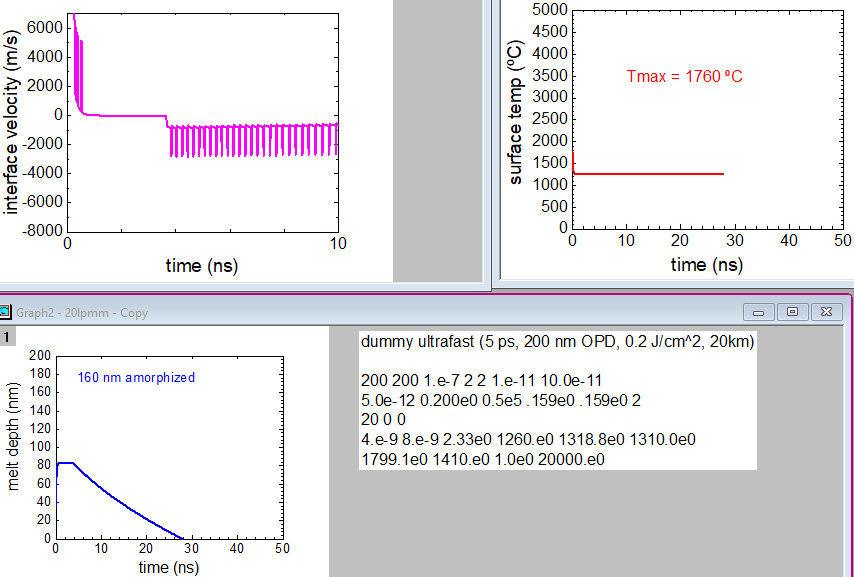 6000
4000
2000
0
-2000
-4000
-6000
-8000
interface velocity (m/s)
0 10
time (ns)
5000
4500
4000
3500
3000
2500
2000
1500
1000
500
0
surface temp (ºC)
Tmax = 1760 ºC
0 10 20 30 40 50
time (ns)
Graph2 - 20lpmm - Copy
1
200
180
160
140
120
100
80
60
40
20
0
melt depth (nm)
160 nm amorphized
0 10 20 30 40 50
time (ns)
dummy ultrafast (5 ps, 200 nm OPD, 0.2 J/cm^2, 20km)
200 200 1.e-7 2 2 1.e-11 10.0e-11
5.0e-12 0.200e0 0.5e5 .159e0 .159e0 2
20 0 0
4.e-9 8.e-9 2.33e0 1260.e0 1318.8e0 1310.0e0
1799.1e0 1410.e0 1.0e0 20000.e0